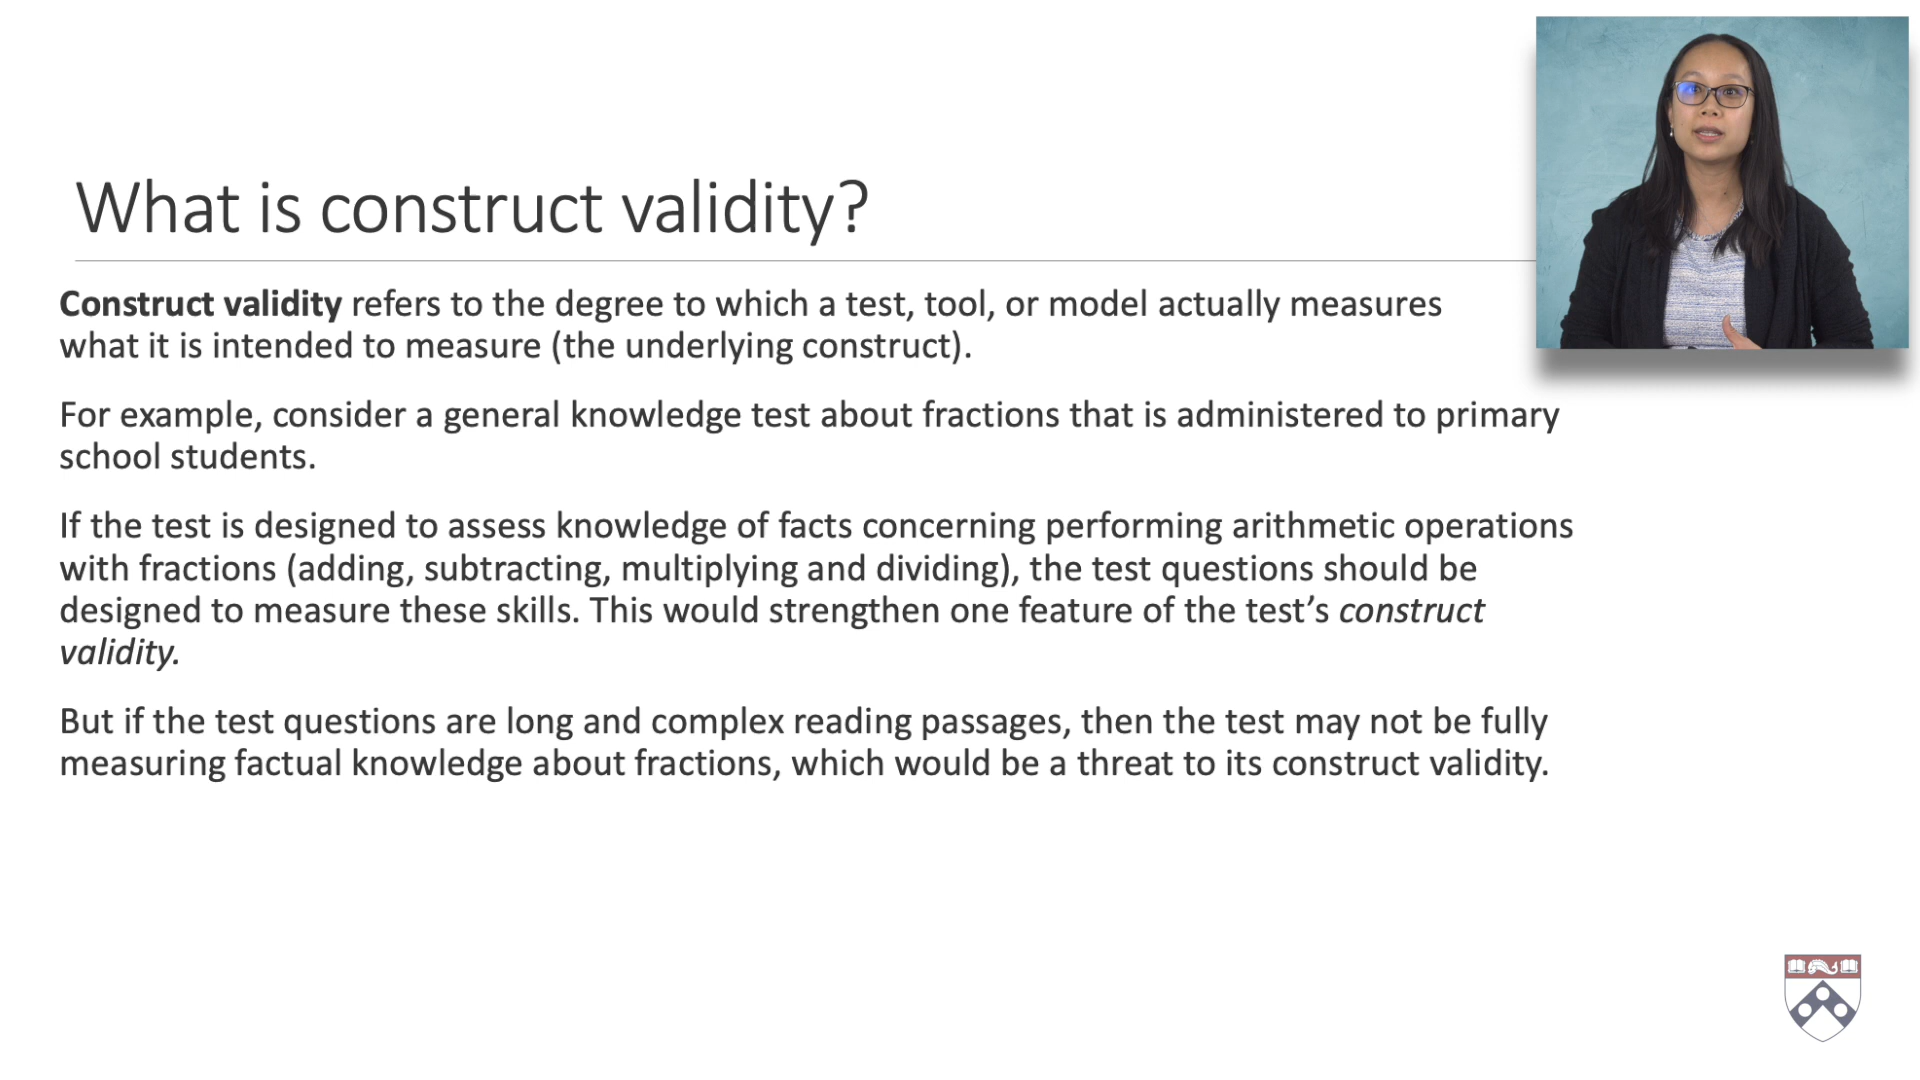 What is construct validity?
Construct validity refers to the degree to which a test, tool, or model actually measures
what it is intended to measure (the underlying construct).
For example, consider a general knowledge test about fractions that is administered to primary
school students.
If the test is designed to assess knowledge of facts concerning performing arithmetic operations
with fractions (adding, subtracting, multiplying and dividing), the test questions should be
designed to measure these skills. This would strengthen one feature of the test’s construct
validity.
But if the test questions are long and complex reading passages, then the test may not be fully
measuring factual knowledge about fractions, which would be a threat to its construct validity.